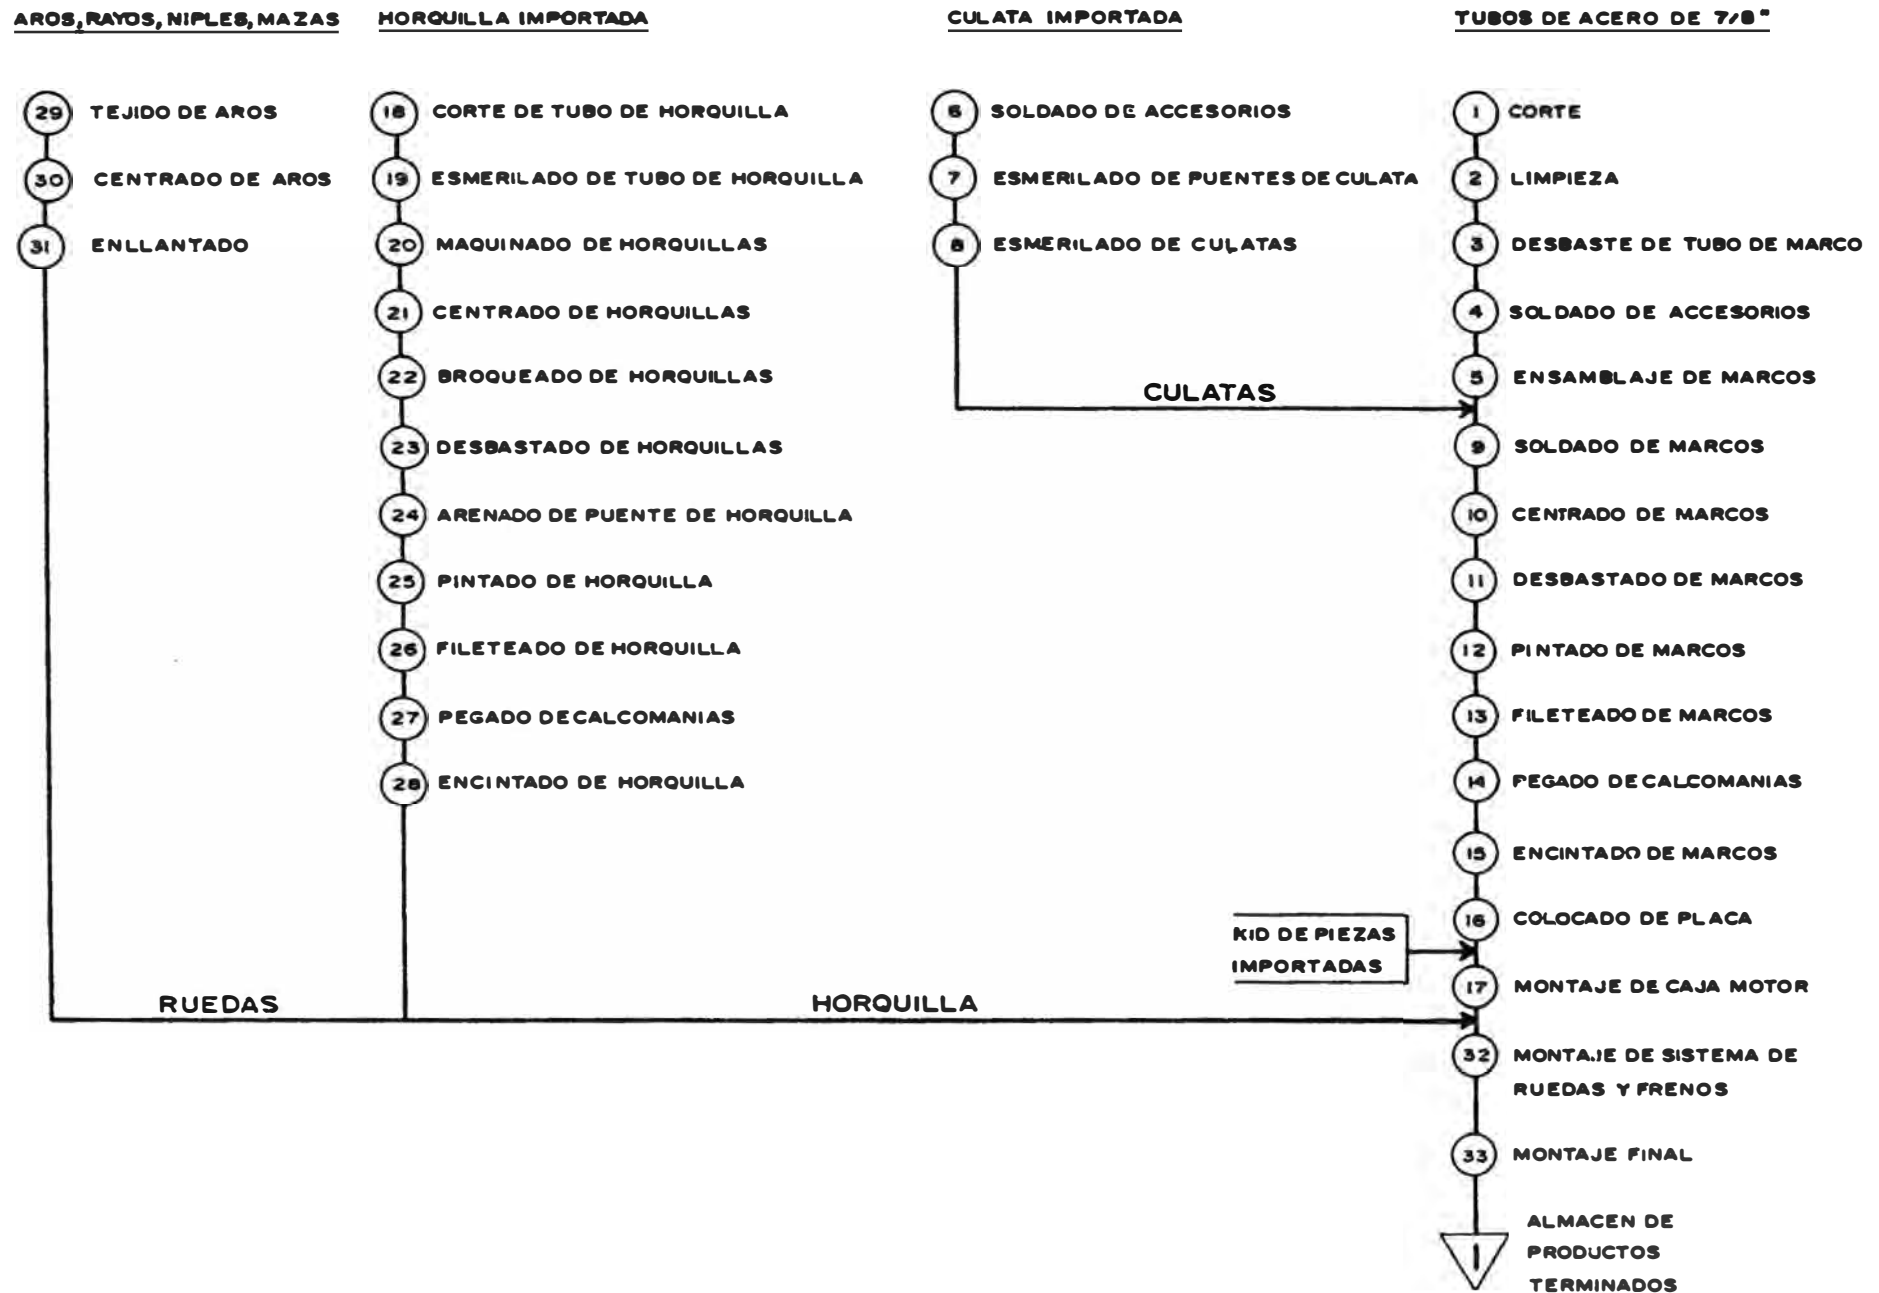 AROS, RAYOS, NIPLES, MAZAS
29 TEJIDO DE AROS
30 CENTRADO DE AROS
31 ENLLANTADO
RUEDAS
HORQUILLA IMPORTADA
18 CORTE DE TUBO DE HORQUILLA
19 ESMERILADO DE TUBO DE HORQUILLA
20 MAQUINADO DE HORQUILLAS
21 CENTRADO DE HORQUILLAS
22 BROQUEADO DE HORQUILLAS
23 DESBASTADO DE HORQUILLAS
24 ARENADO DE PUENTE DE HORQUILLA
25 PINTADO DE HORQUILLA
26 FILETEADO DE HORQUILLA
27 PEGADO DE CALCOMANIAS
28 ENCINTADO DE HORQUILLA
HORQUILLA
CULATA IMPORTADA
6 SOLDADO DE ACCESORIOS
7 ESMERILADO DE PUENTES DE CULATA
8 ESMERILADO DE CULATAS
CULATAS
TUBOS DE ACERO DE 7/8"
1 CORTE
2 LIMPIEZA
3 DESBASTE DE TUBO DE MARCO
4 SOLDADO DE ACCESORIOS
5 ENSAMBLAJE DE MARCOS
9 SOLDADO DE MARCOS
10 CENTRADO DE MARCOS
11 DESBASTADO DE MARCOS
12 PINTADO DE MARCOS
13 FILETEADO DE MARCOS
14 PEGADO DE CALCOMANIAS
15 ENCINTADO DE MARCOS
16 COLOCADO DE PLACA
KID DE PIEZAS
IMPORTADAS
17 MONTAJE DE CAJA MOTOR
32 MONTAJE DE SISTEMA DE
RUEDAS Y FRENOS
33 MONTAJE FINAL
1 ALMACEN DE
PRODUCTOS
TERMINADOS